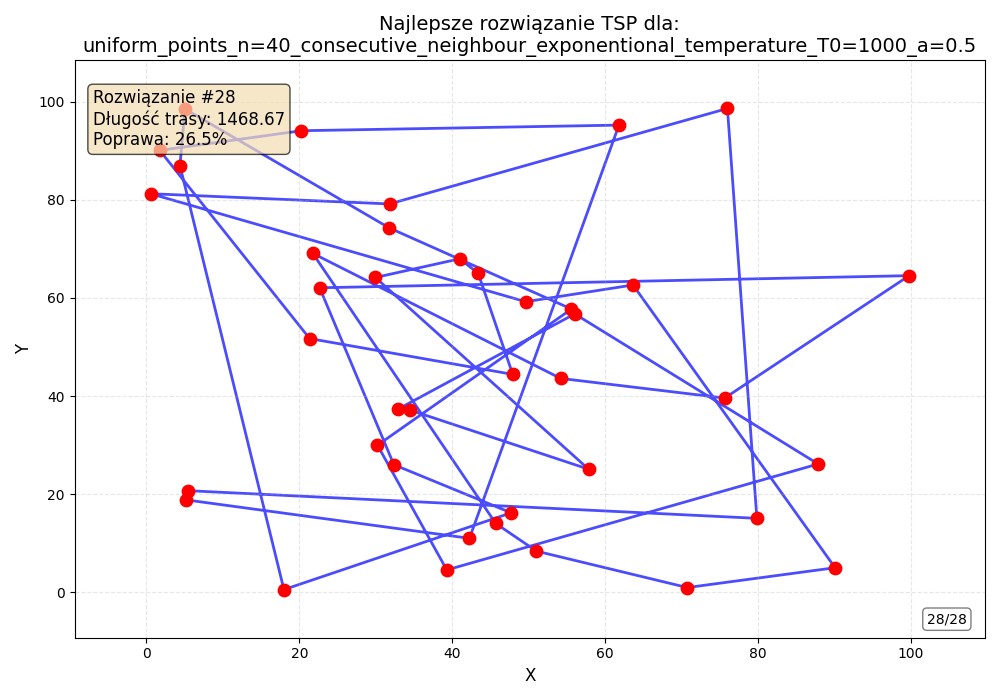 Najlepsze rozwiązanie TSP dla:
uniform_points_n=40_consecutive_neighbour_exponentional_temperature_T0=1000_a=0.5
Rozwiązanie #28
Długość trasy: 1468.67
Poprawa: 26.5%
100
80
60
40
20
0
Y
0 20 40 60 80 100
X
28/28